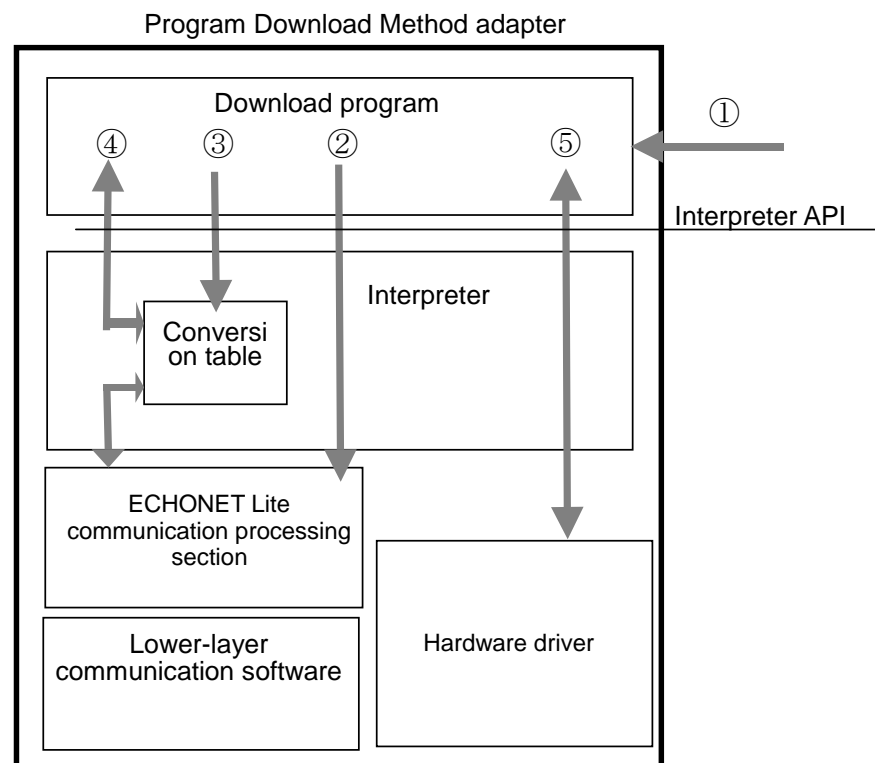 Program Download Method adapter
Download program
①
④ ③ ② ⑤
Interpreter API
Interpreter
Conversi
on table
ECHONET Lite
communication processing
section
Hardware driver
Lower-layer
communication software